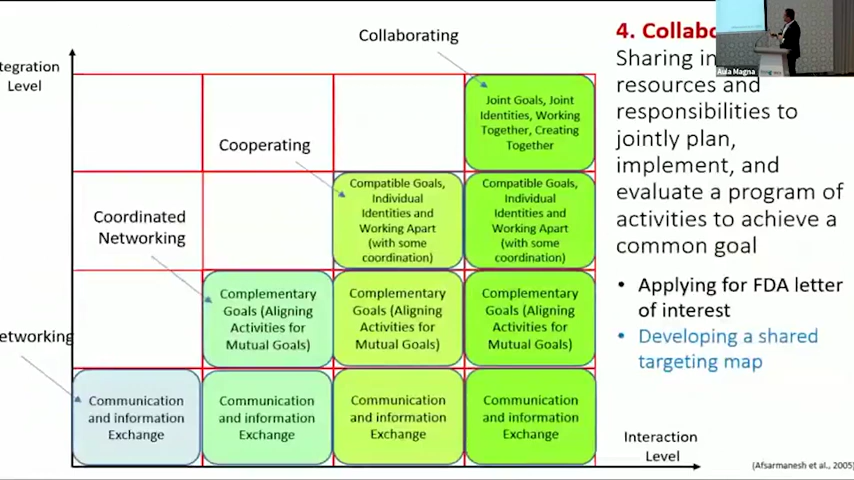 Collaborating
Level
Joint Goals, Joint
Identities, Working
Together, Creating
Together
Cooperating
Compatible Goals,
Individual
Identities and
Working Apart
(with some
coordination)
Compatible Goals,
Individual
Identities and
Working Apart
(with some
coordination)
Coordinated
Networking
Complementary
Goals (Aligning
Activities for
Mutual Goals)
Complementary
Goals (Aligning
Activities for
Mutual Goals)
Complementary
Goals (Aligning
Activities for
Mutual Goals)
Communication
and information
Exchange
Communication
and information
Exchange
Communication
and information
Exchange
Communication
and information
Exchange
Interaction
Level
4.
Sharing
resources and
responsibilities to
jointly plan,
implement, and
evaluate a program of
activities to achieve a
common goal
• Applying for FDA letter
of interest
• Developing a shared
targeting map
(Afsarmanesh et al., 2005)
Aula Magna